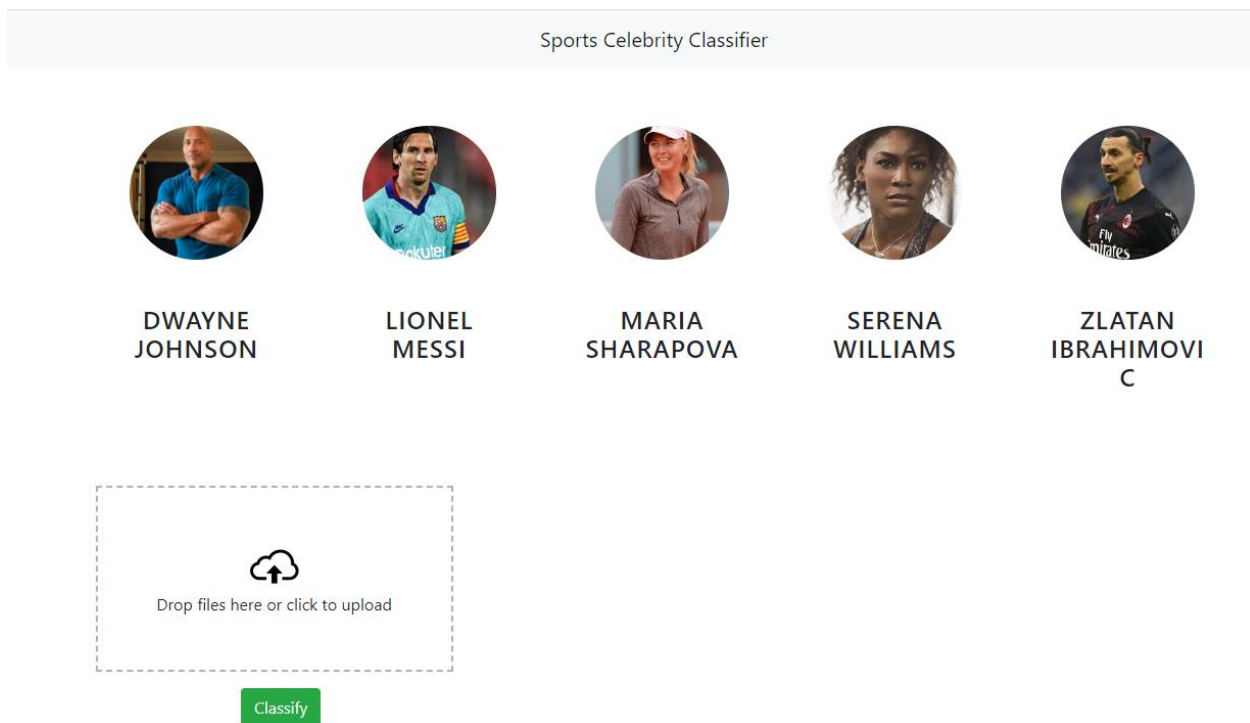 Sports Celebrity Classifier
Fly
DWAYNE
JOHNSON
LIONEL
MESSI
MARIA
SHARAPOVA
SERENA
WILLIAMS
ZLATAN
IBRAHIMOVI
C
Drop files here or click to upload
Classify